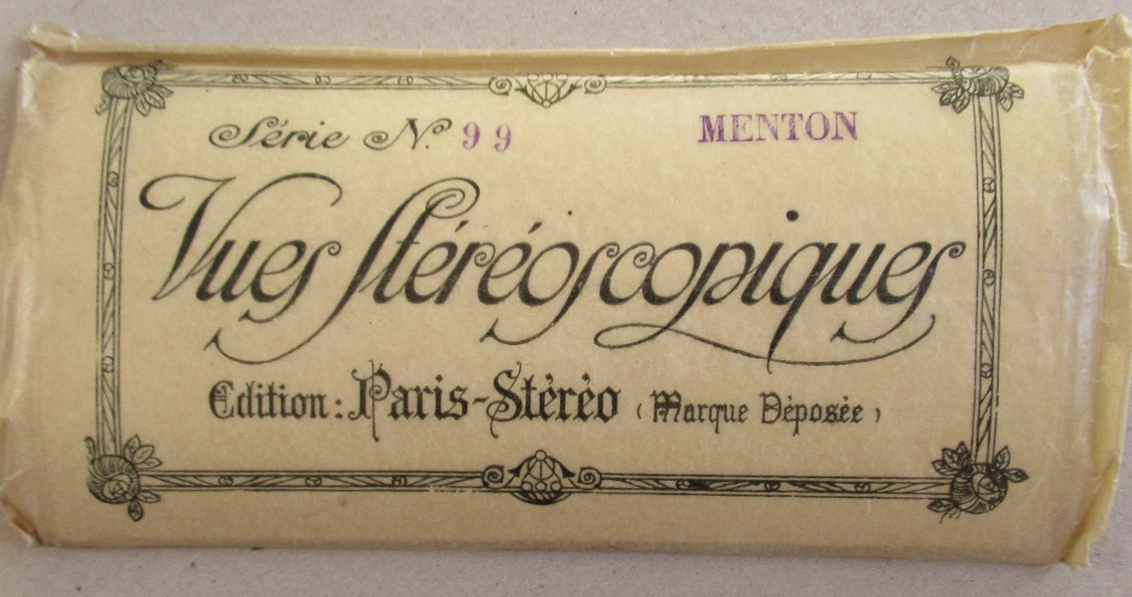 Série N.º 99 MENTON
Vues Stéréoscopiques
Edition: Paris-Stéréo (Marque Déposée)